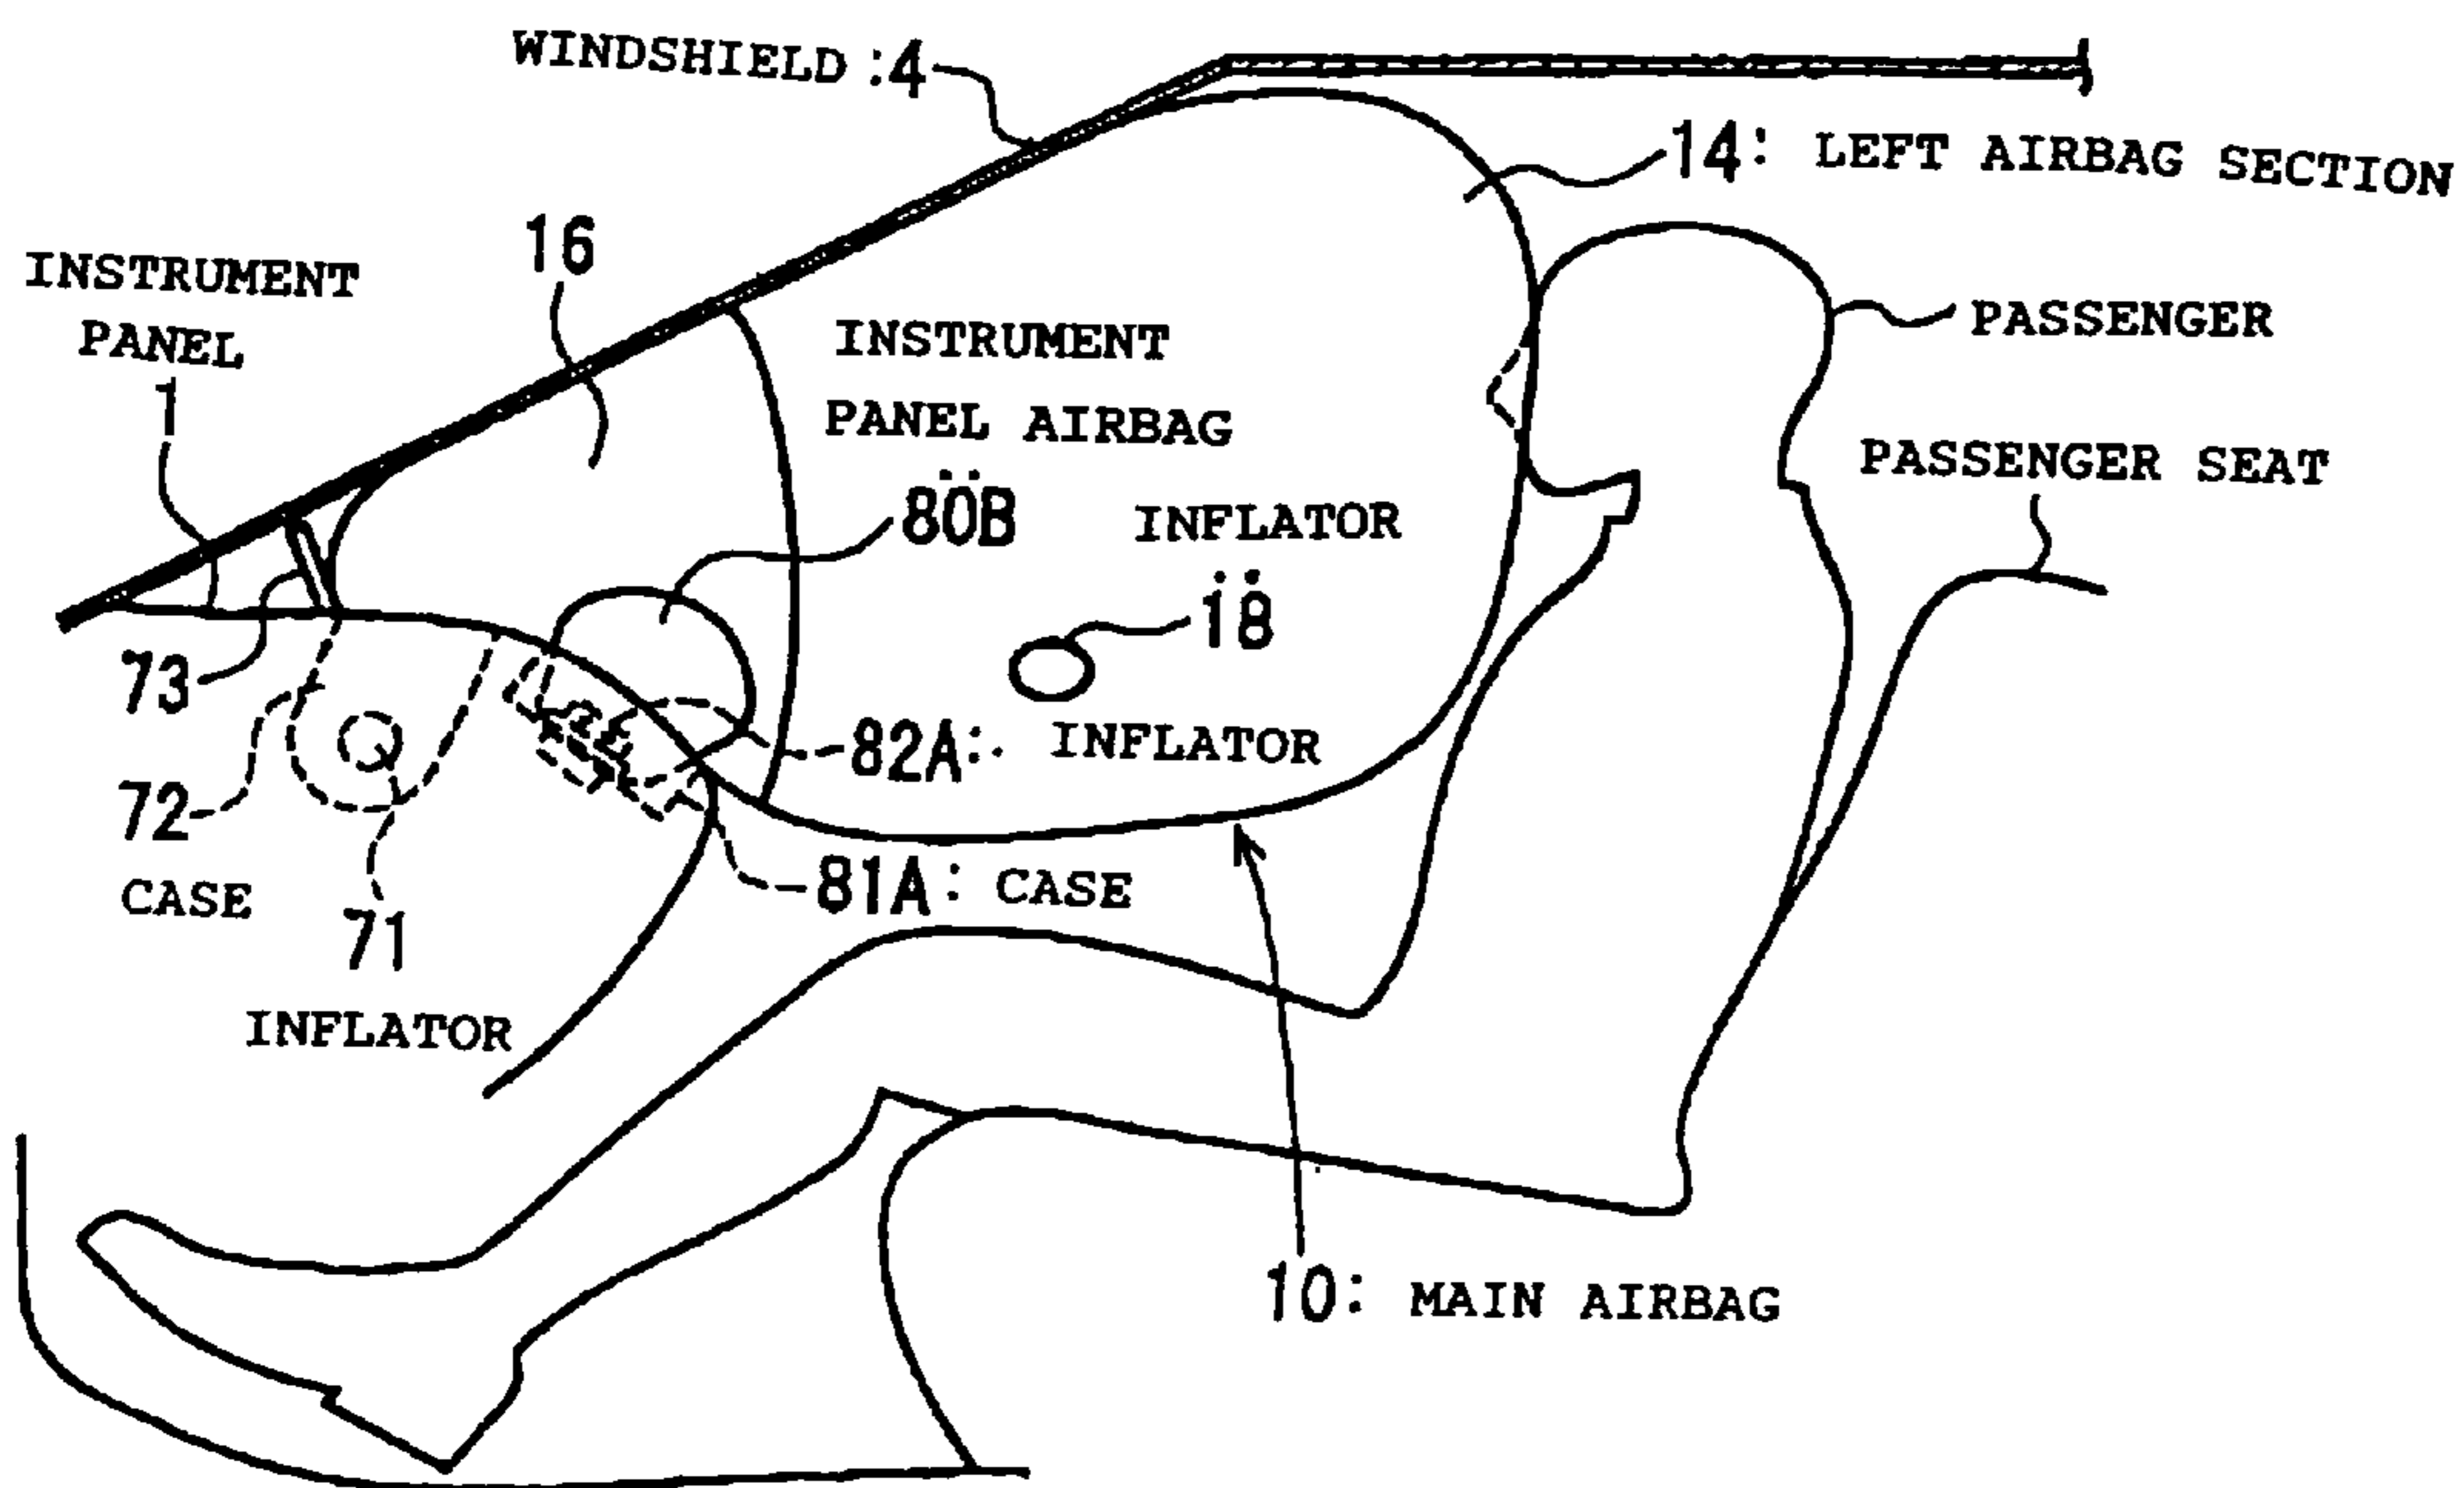 WINDSHIELD :4
14: LEFT AIRBAG SECTION
16
INSTRUMENT
PANEL
1
INSTRUMENT
PANEL AIRBAG
80B
PASSENGER
PASSENGER SEAT
INFLATOR
18
73
72
CASE
82A: INFLATOR
81A: CASE
71
INFLATOR
10: MAIN AIRBAG